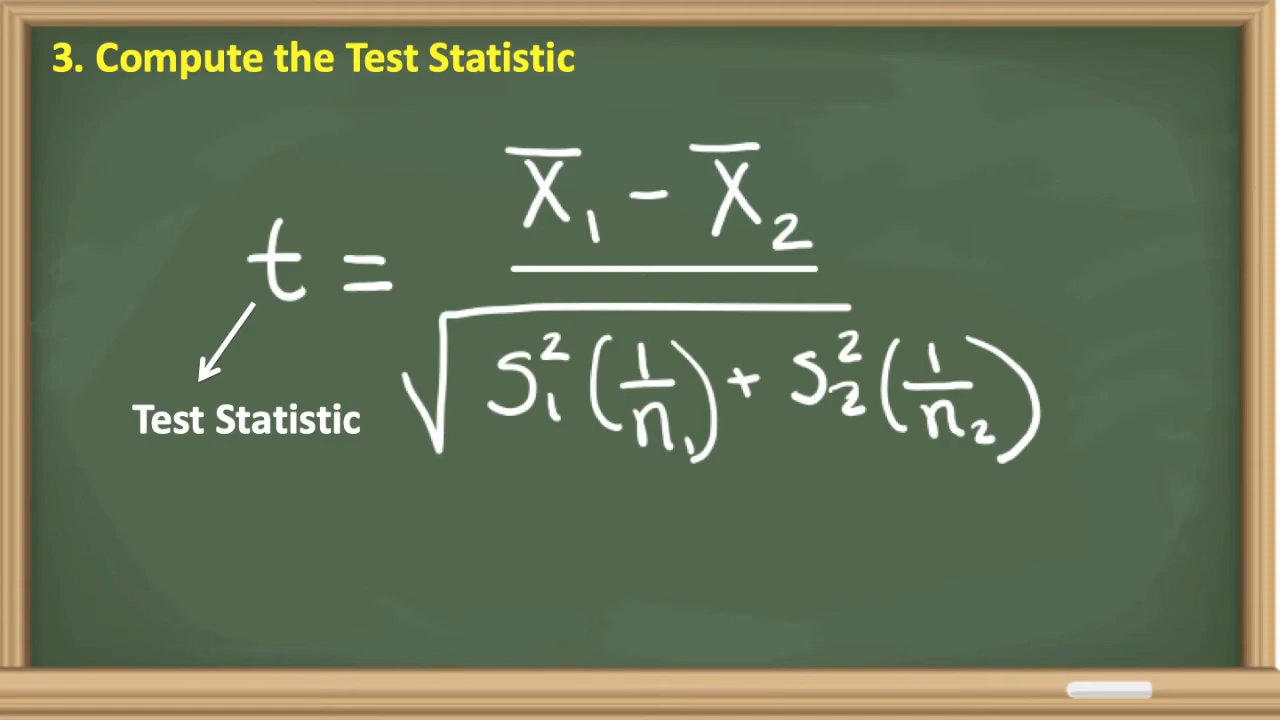 3. Compute the Test Statistic
t = (X̄₁ - X̄₂) / √(S₁²(1/n₁) + S₂²(1/n₂))
Test Statistic